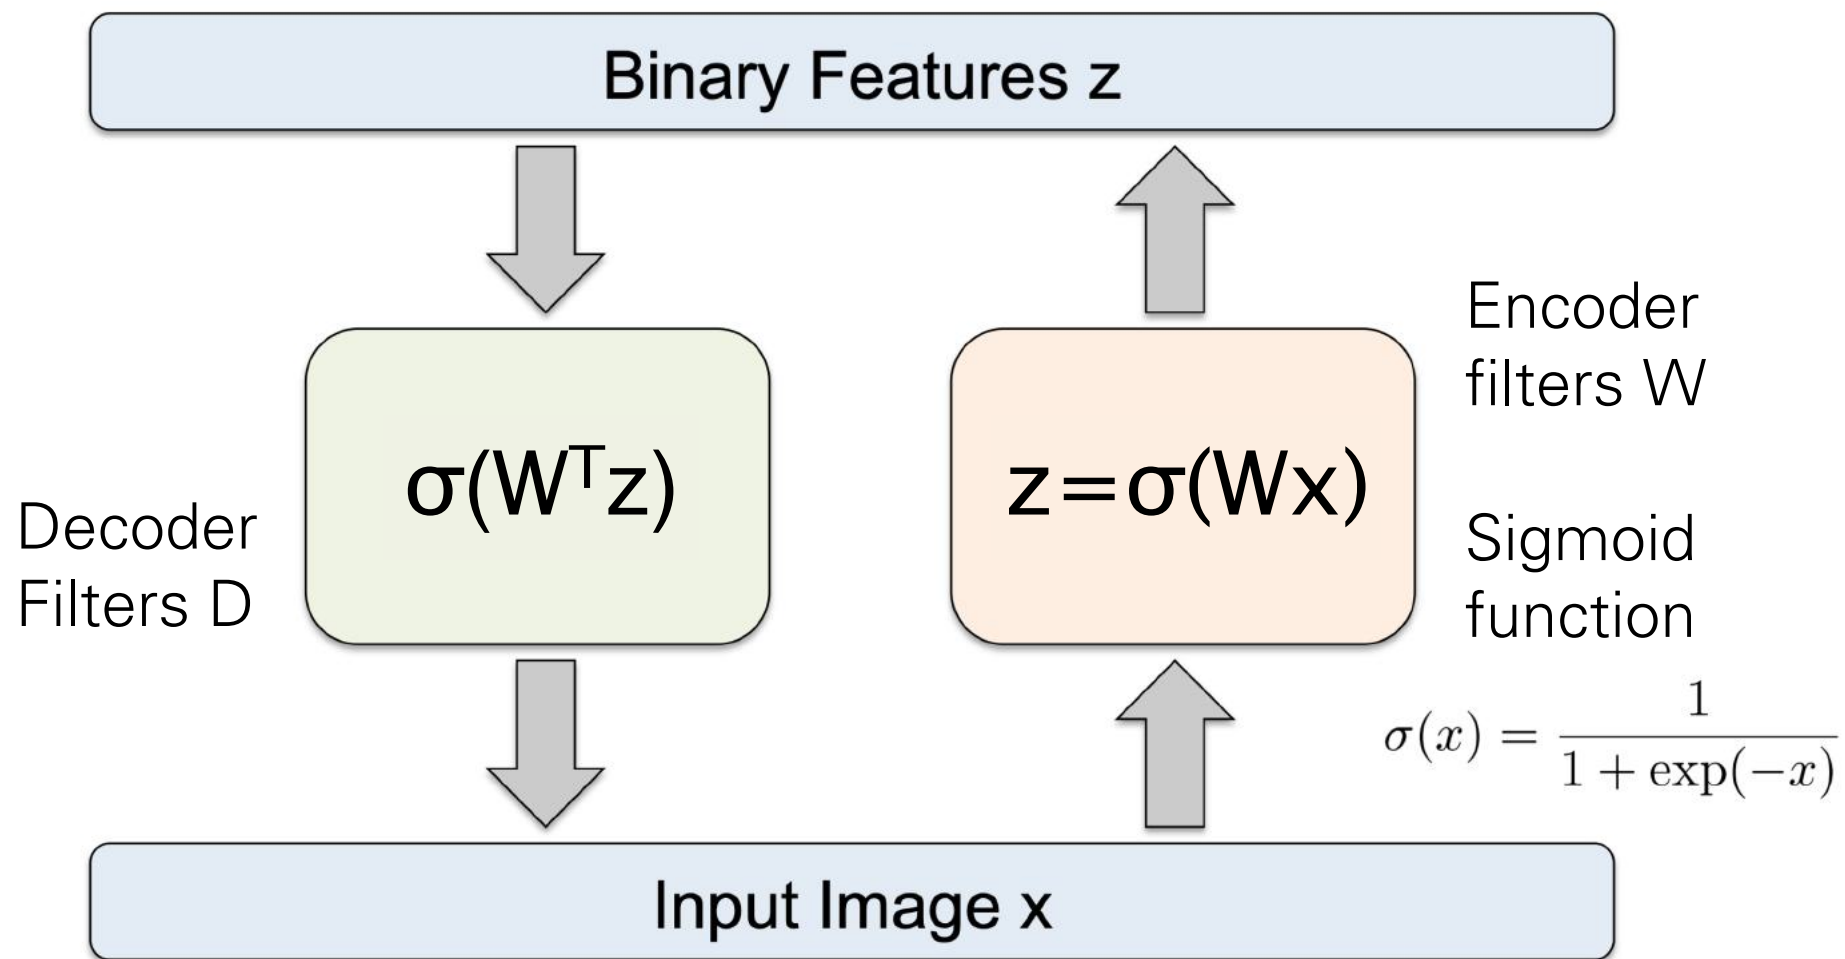 Binary Features z
Encoder
filters W
σ(Wᵀz)
z=σ(Wx)
Decoder
Filters D
Sigmoid
function
σ(x) = 1 / (1 + exp(−x))
Input Image x